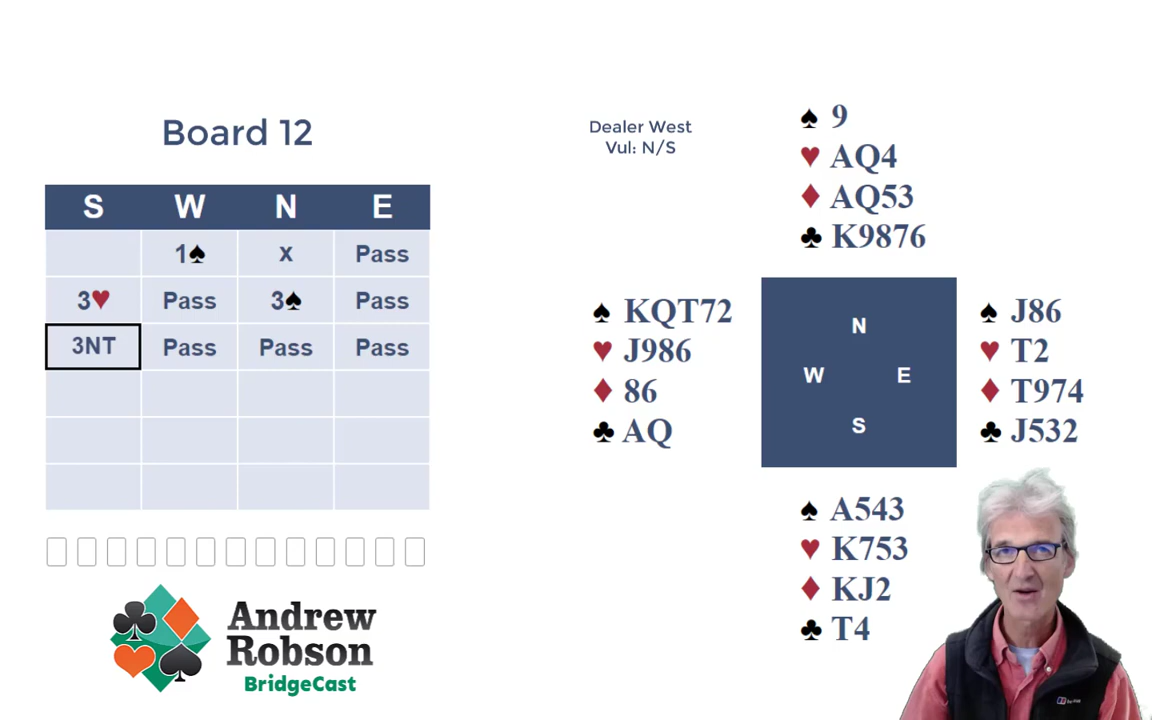 Board 12
Dealer West
Vul: N/S
S W N E
1♠ x Pass
3♥ Pass 3♠ Pass
3NT Pass Pass Pass
♠ 9
♥ AQ4
♦ AQ53
♣ K9876
♠ KQT72
♥ J986
♦ 86
♣ AQ
N
W E
S
♠ J86
♥ T2
♦ T974
♣ J532
♠ A543
♥ K753
♦ KJ2
♣ T4
Andrew
Robson
BridgeCast